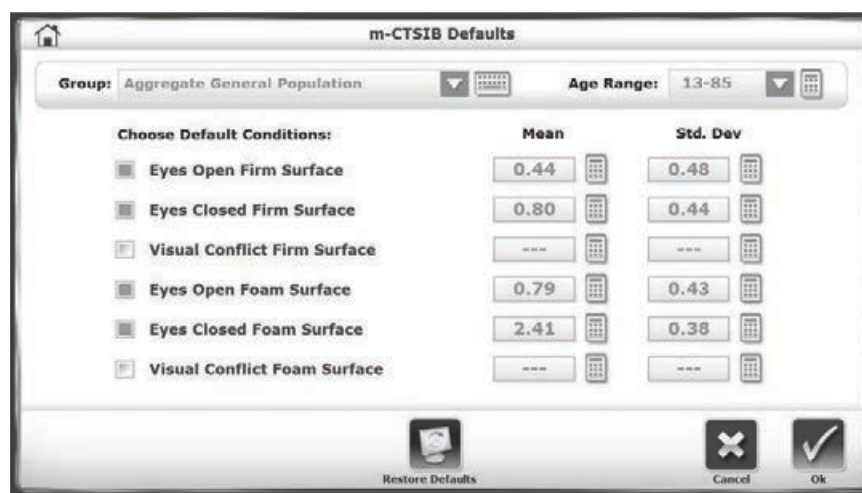 m-CTSIB Defaults
Group: Aggregate General Population Age Range: 13-85
Choose Default Conditions: Mean Std. Dev
Eyes Open Firm Surface 0.44 0.48
Eyes Closed Firm Surface 0.80 0.44
Visual Conflict Firm Surface --- ---
Eyes Open Foam Surface 0.79 0.43
Eyes Closed Foam Surface 2.41 0.38
Visual Conflict Foam Surface --- ---
Restore Defaults Cancel Ok